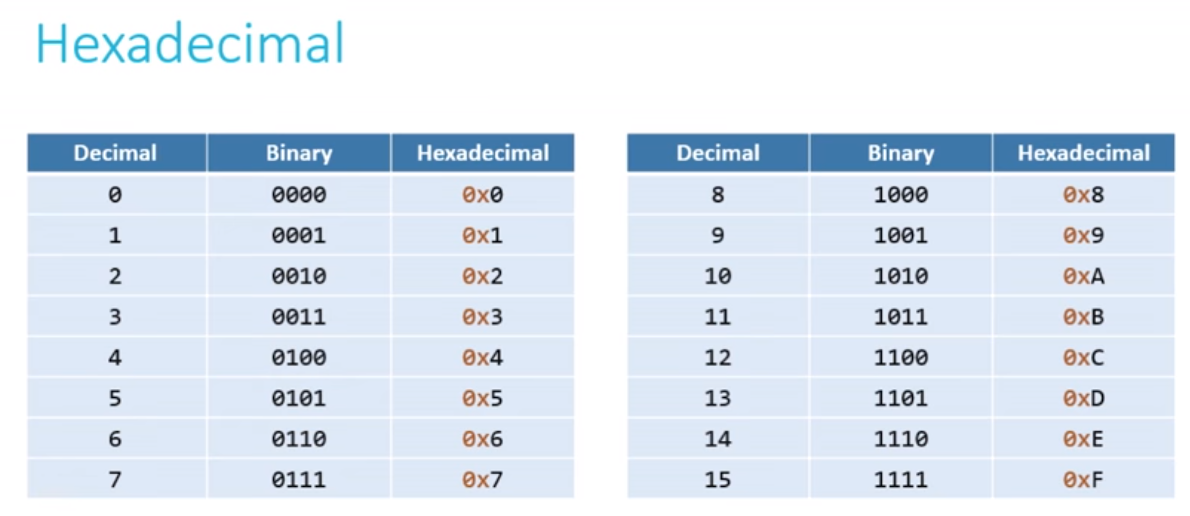 Hexadecimal
Decimal Binary Hexadecimal
0 0000 0x0
1 0001 0x1
2 0010 0x2
3 0011 0x3
4 0100 0x4
5 0101 0x5
6 0110 0x6
7 0111 0x7
Decimal Binary Hexadecimal
8 1000 0x8
9 1001 0x9
10 1010 0xA
11 1011 0xB
12 1100 0xC
13 1101 0xD
14 1110 0xE
15 1111 0xF